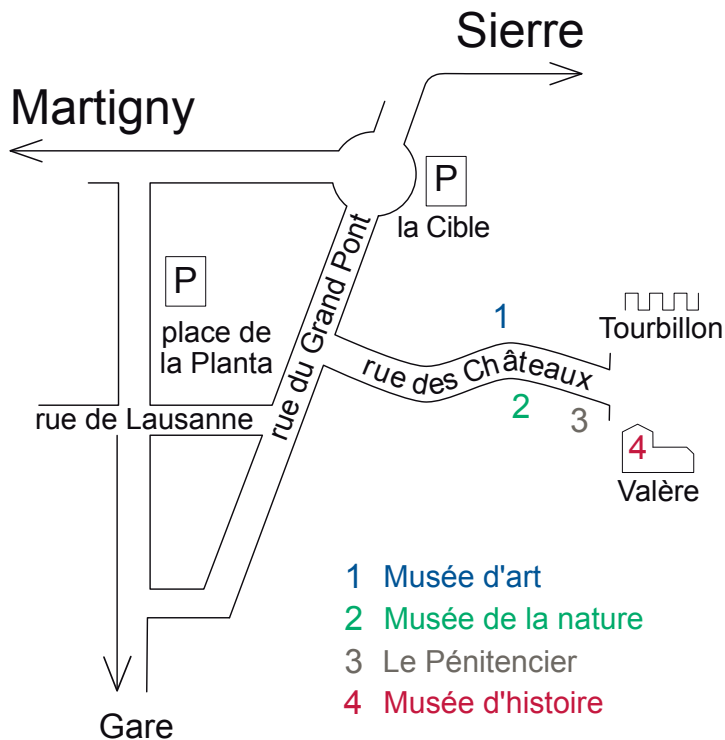 Sierre
Martigny
P
la Cible
P
place de
la Planta
rue du Grand Pont
1
Tourbillon
rue des Châteaux
rue de Lausanne
2
3
4
Valère
1 Musée d'art
2 Musée de la nature
3 Le Pénitencier
4 Musée d'histoire
Gare